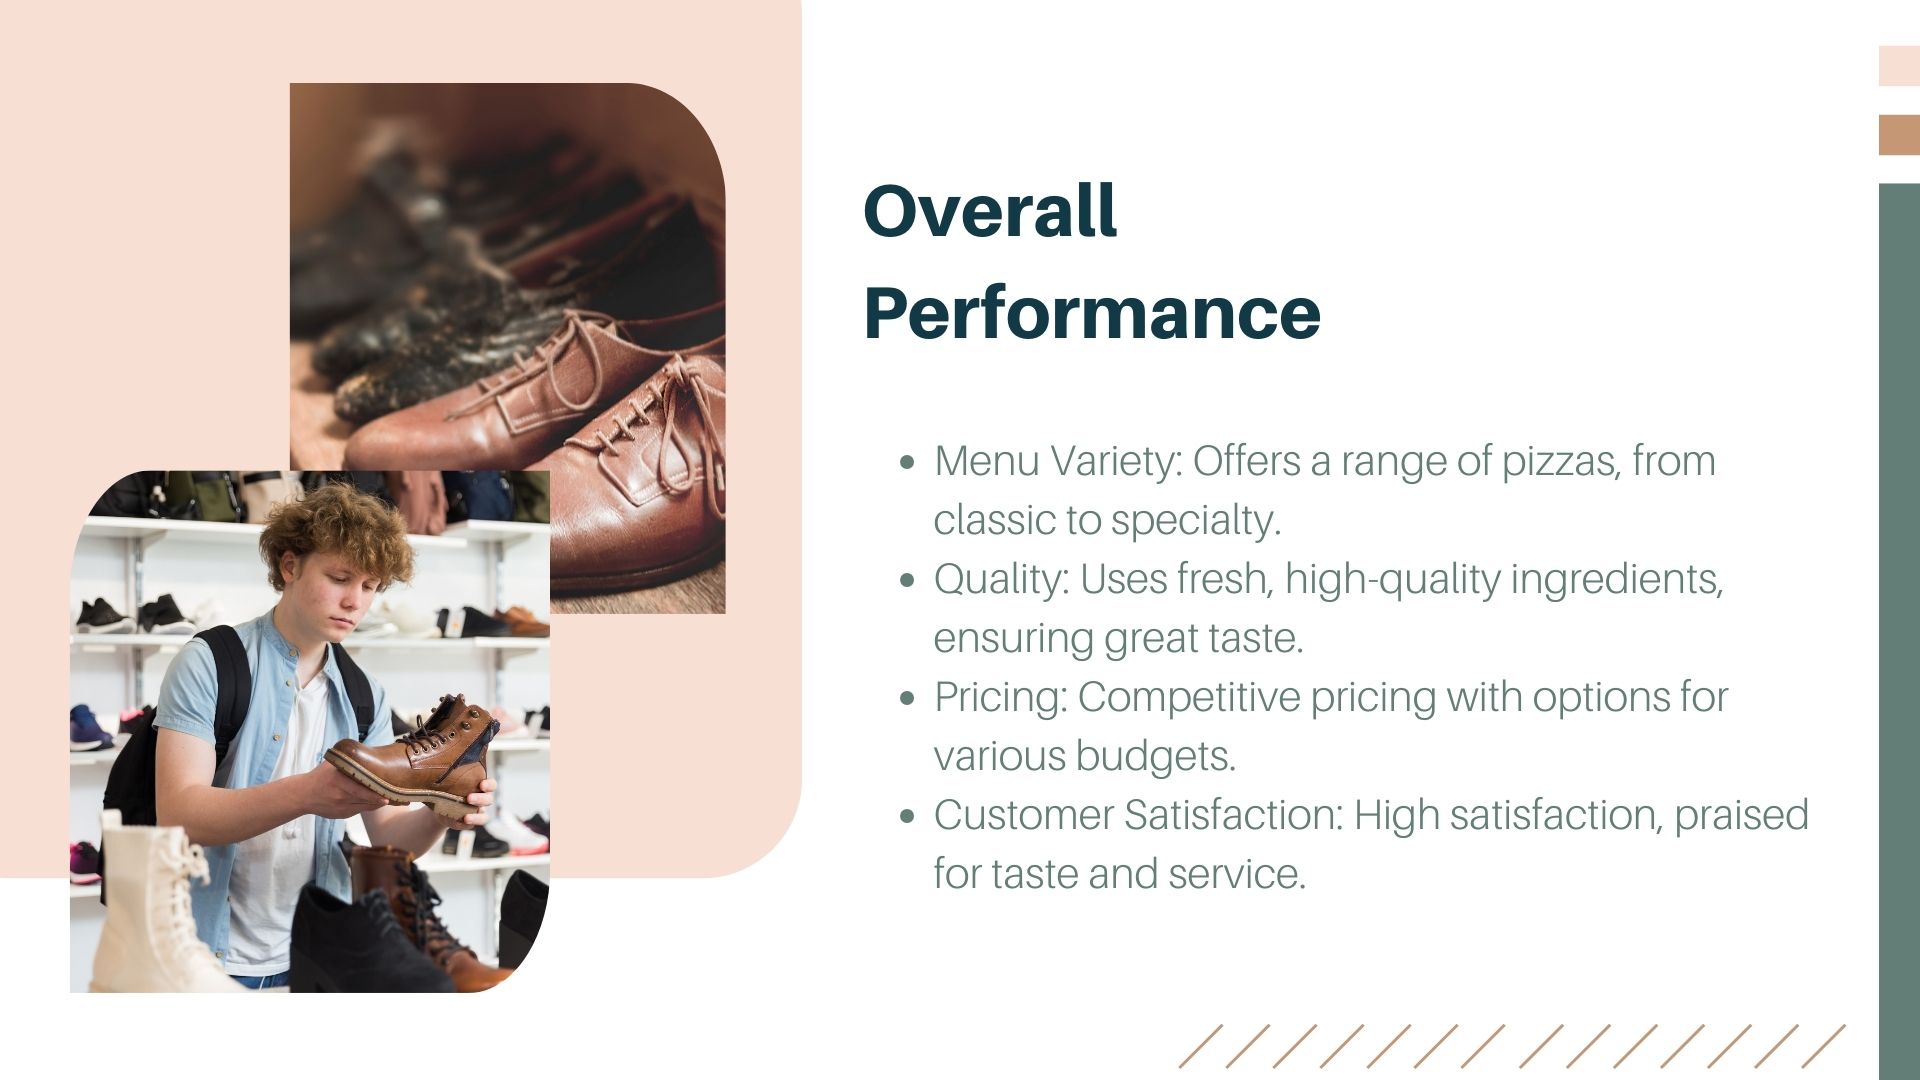 Overall
Performance
• Menu Variety: Offers a range of pizzas, from
classic to specialty.
• Quality: Uses fresh, high-quality ingredients,
ensuring great taste.
• Pricing: Competitive pricing with options for
various budgets.
• Customer Satisfaction: High satisfaction, praised
for taste and service.